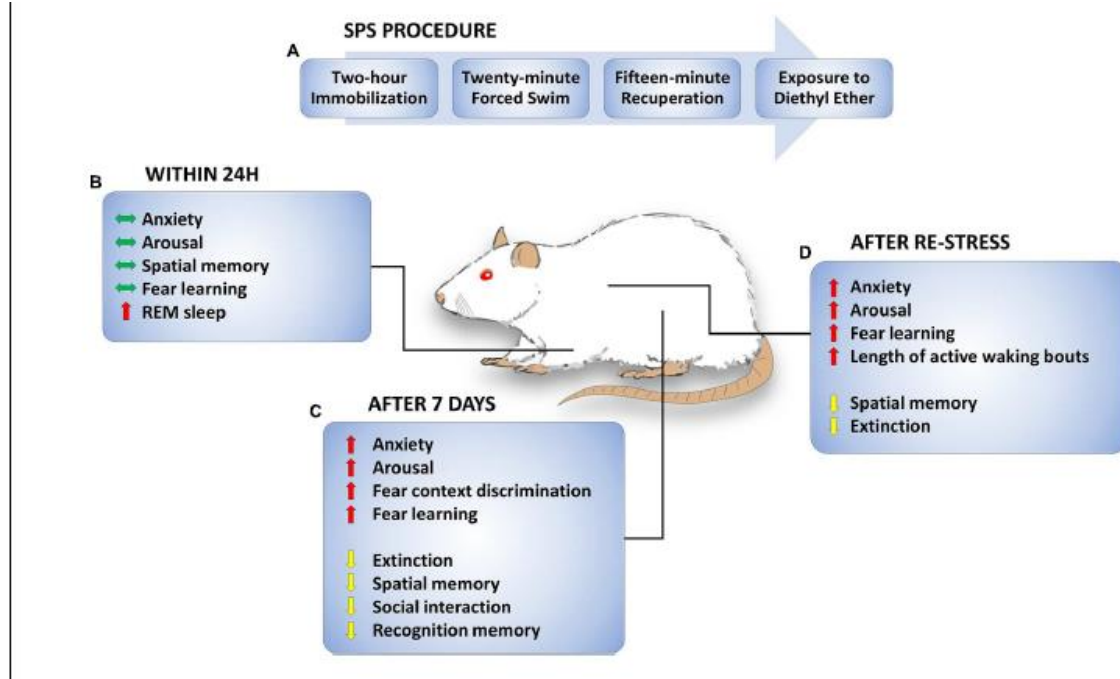 SPS PROCEDURE
A
Two-hour
Immobilization
Twenty-minute
Forced Swim
Fifteen-minute
Recuperation
Exposure to
Diethyl Ether
B
WITHIN 24H
Anxiety
Arousal
Spatial memory
Fear learning
REM sleep
C
AFTER 7 DAYS
Anxiety
Arousal
Fear context discrimination
Fear learning
Extinction
Spatial memory
Social interaction
Recognition memory
D
AFTER RE-STRESS
Anxiety
Arousal
Fear learning
Length of active waking bouts
Spatial memory
Extinction